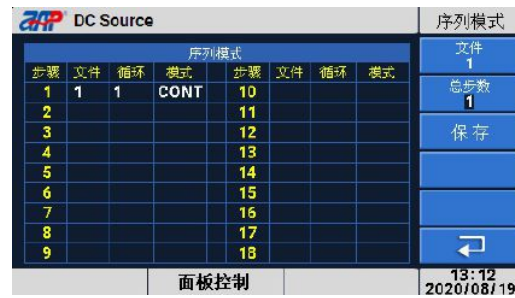 AAP DC Source
序列模式
序列模式
步骤 文件 循环 模式 步骤 文件 循环 模式
1 1 1 CONT 10
2 11
3 12
4 13
5 14
6 15
7 16
8 17
9 18
文件
1
总步数
1
保存
面板控制
13:12
2020/08/19